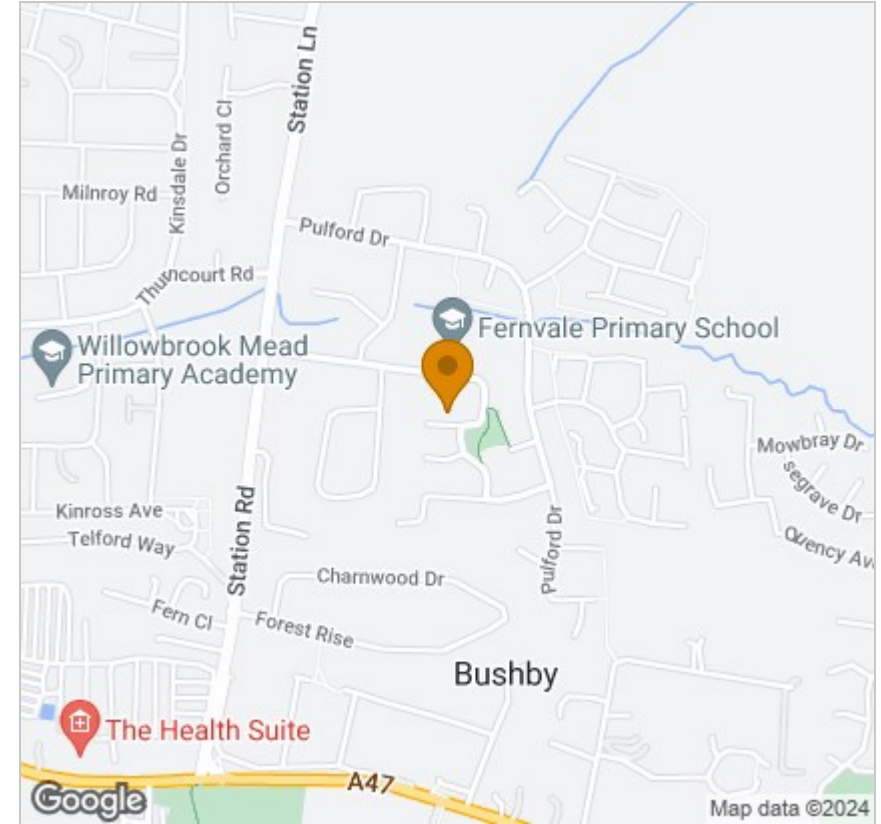 Station Ln
Orchard Cl
Kinsdale Dr
Milnroy Rd
Pulford Dr
Thurncourt Rd
Fernvale Primary School
Willowbrook Mead
Primary Academy
Mowbray Dr
segrave Dr
Quency Av
Kinross Ave
Telford Way
Station Rd
Pulford Dr
Charnwood Dr
Fern Cl
Forest Rise
Bushby
The Health Suite
A47
Google
Map data ©2024